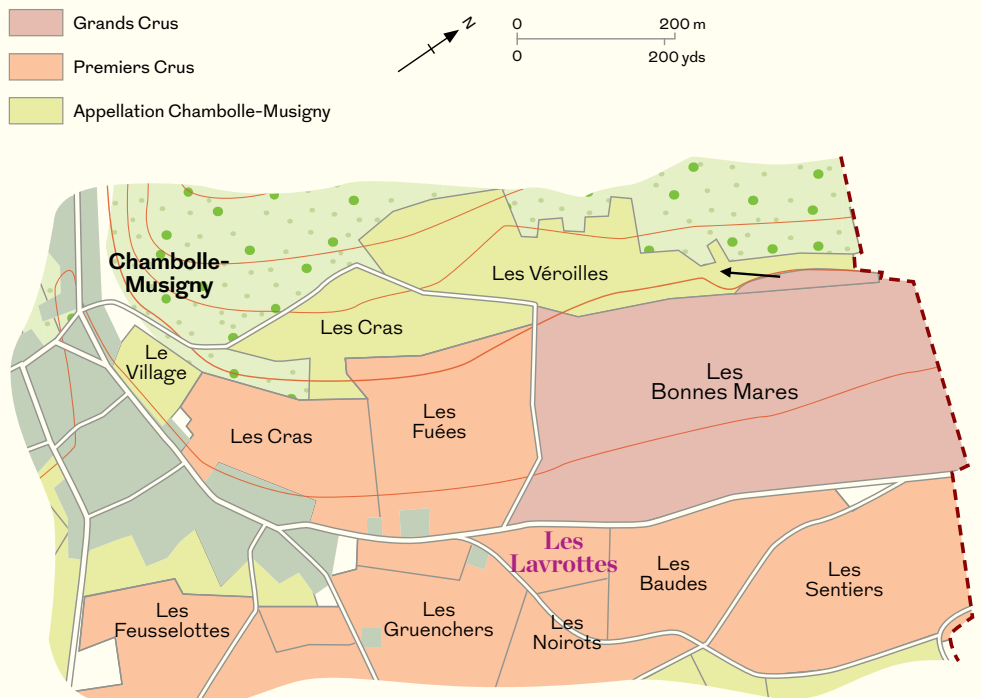 Grands Crus
Premiers Crus
Appellation Chambolle-Musigny
N
0 200 m
0 200 yds
Chambolle-
Musigny
Les Véroilles
Les Cras
Le
Village
Les
Bonnes Mares
Les
Fuées
Les Cras
Les
Lavrottes
Les
Baudes
Les
Sentiers
Les
Feusselottes
Les
Gruenchers
Les
Noirots